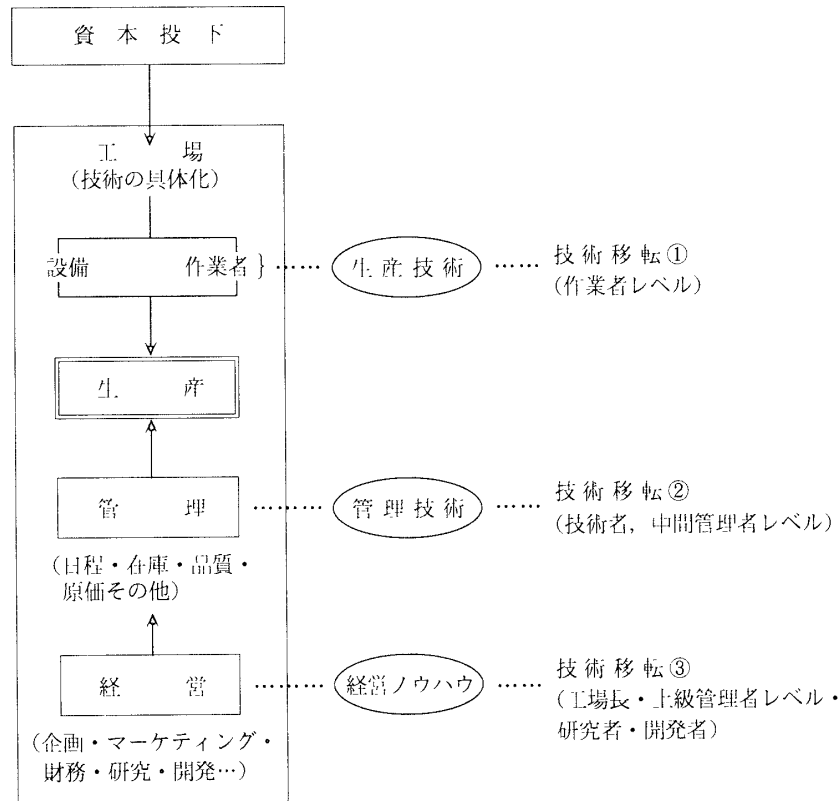 資本投下
工場
(技術の具体化)
設備 作業者} …… 生産技術 …… 技術移転①
(作業者レベル)
生産
管理 …… 管理技術 …… 技術移転②
(技術者,中間管理者レベル)
(日程・在庫・品質・
原価その他)
経営 …… 経営ノウハウ …… 技術移転③
(工場長・上級管理者レベル・
研究者・開発者)
(企画・マーケティング・
財務・研究・開発…)